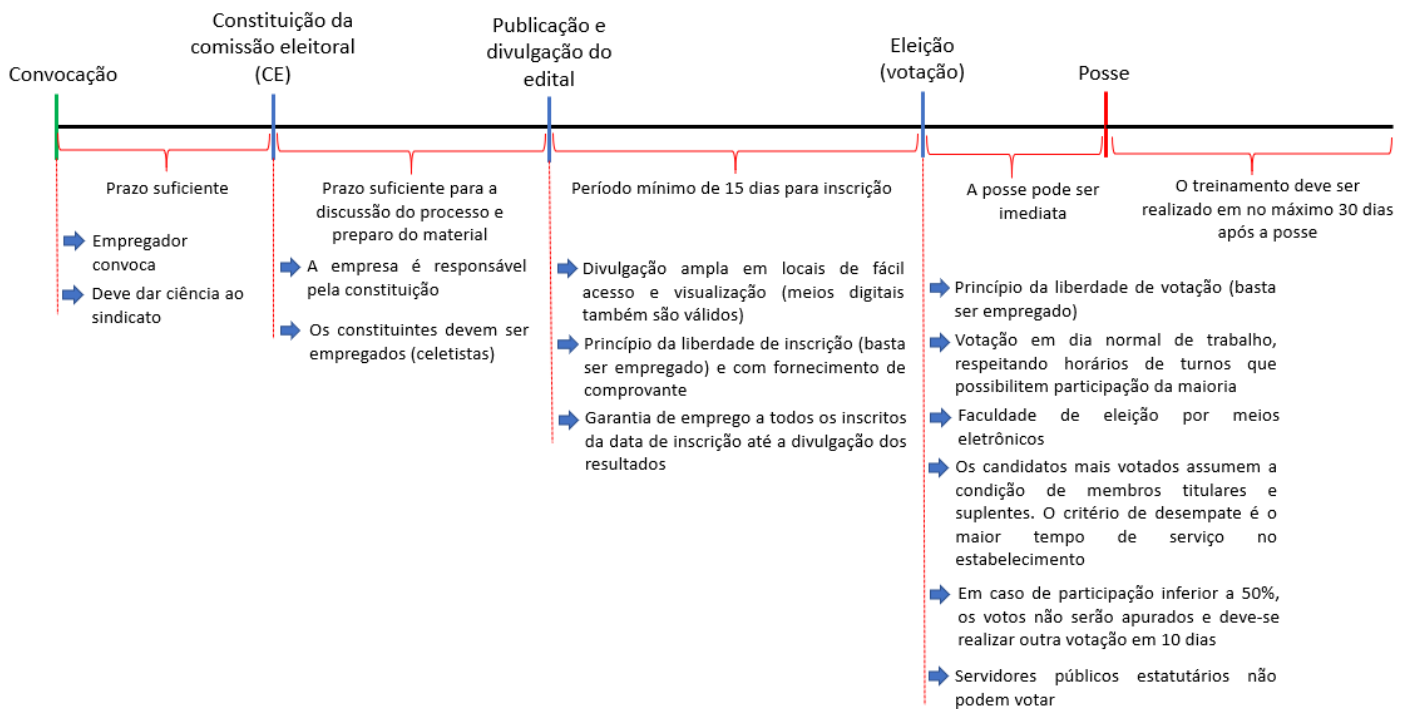 Convocação
Constituição da
comissão eleitoral
(CE)
Publicação e
divulgação do
edital
Eleição
(votação)
Posse
Prazo suficiente
Empregador
convoca
Deve dar ciência ao
sindicato
Prazo suficiente para a
discussão do processo e
preparo do material
A empresa é responsável
pela constituição
Os constituintes devem ser
empregados (celetistas)
Período mínimo de 15 dias para inscrição
Divulgação ampla em locais de fácil
acesso e visualização (meios digitais
também são válidos)
Princípio da liberdade de inscrição (basta
ser empregado) e com fornecimento de
comprovante
Garantia de emprego a todos os inscritos
da data de inscrição até a divulgação dos
resultados
A posse pode ser
imediata
Princípio da liberdade de votação (basta
ser empregado)
Votação em dia normal de trabalho,
respeitando horários de turnos que
possibilitem participação da maioria
Faculdade de eleição por meios
eletrônicos
Os candidatos mais votados assumem a
condição de membros titulares e
suplentes. O critério de desempate é o
maior tempo de serviço no
estabelecimento
Em caso de participação inferior a 50%,
os votos não serão apurados e deve-se
realizar outra votação em 10 dias
Servidores públicos estatutários não
podem votar
O treinamento deve ser
realizado em no máximo 30 dias
após a posse